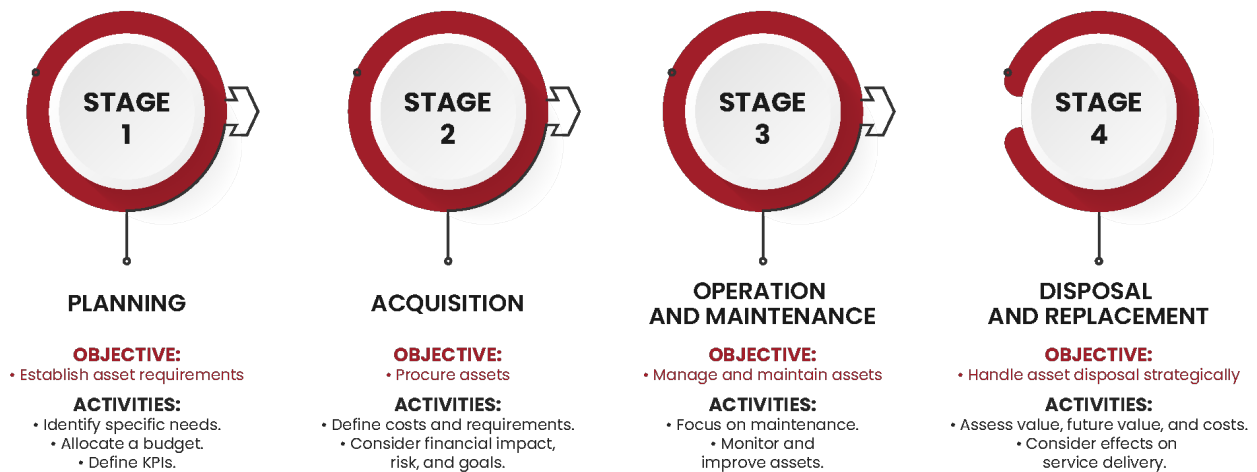 STAGE
1
PLANNING
OBJECTIVE:
• Establish asset requirements
ACTIVITIES:
• Identify specific needs.
• Allocate a budget.
• Define KPIs.
STAGE
2
ACQUISITION
OBJECTIVE:
• Procure assets
ACTIVITIES:
• Define costs and requirements.
• Consider financial impact,
risk, and goals.
STAGE
3
OPERATION
AND MAINTENANCE
OBJECTIVE:
• Manage and maintain assets
ACTIVITIES:
• Focus on maintenance.
• Monitor and
improve assets.
STAGE
4
DISPOSAL
AND REPLACEMENT
OBJECTIVE:
• Handle asset disposal strategically
ACTIVITIES:
• Assess value, future value, and costs.
• Consider effects on
service delivery.